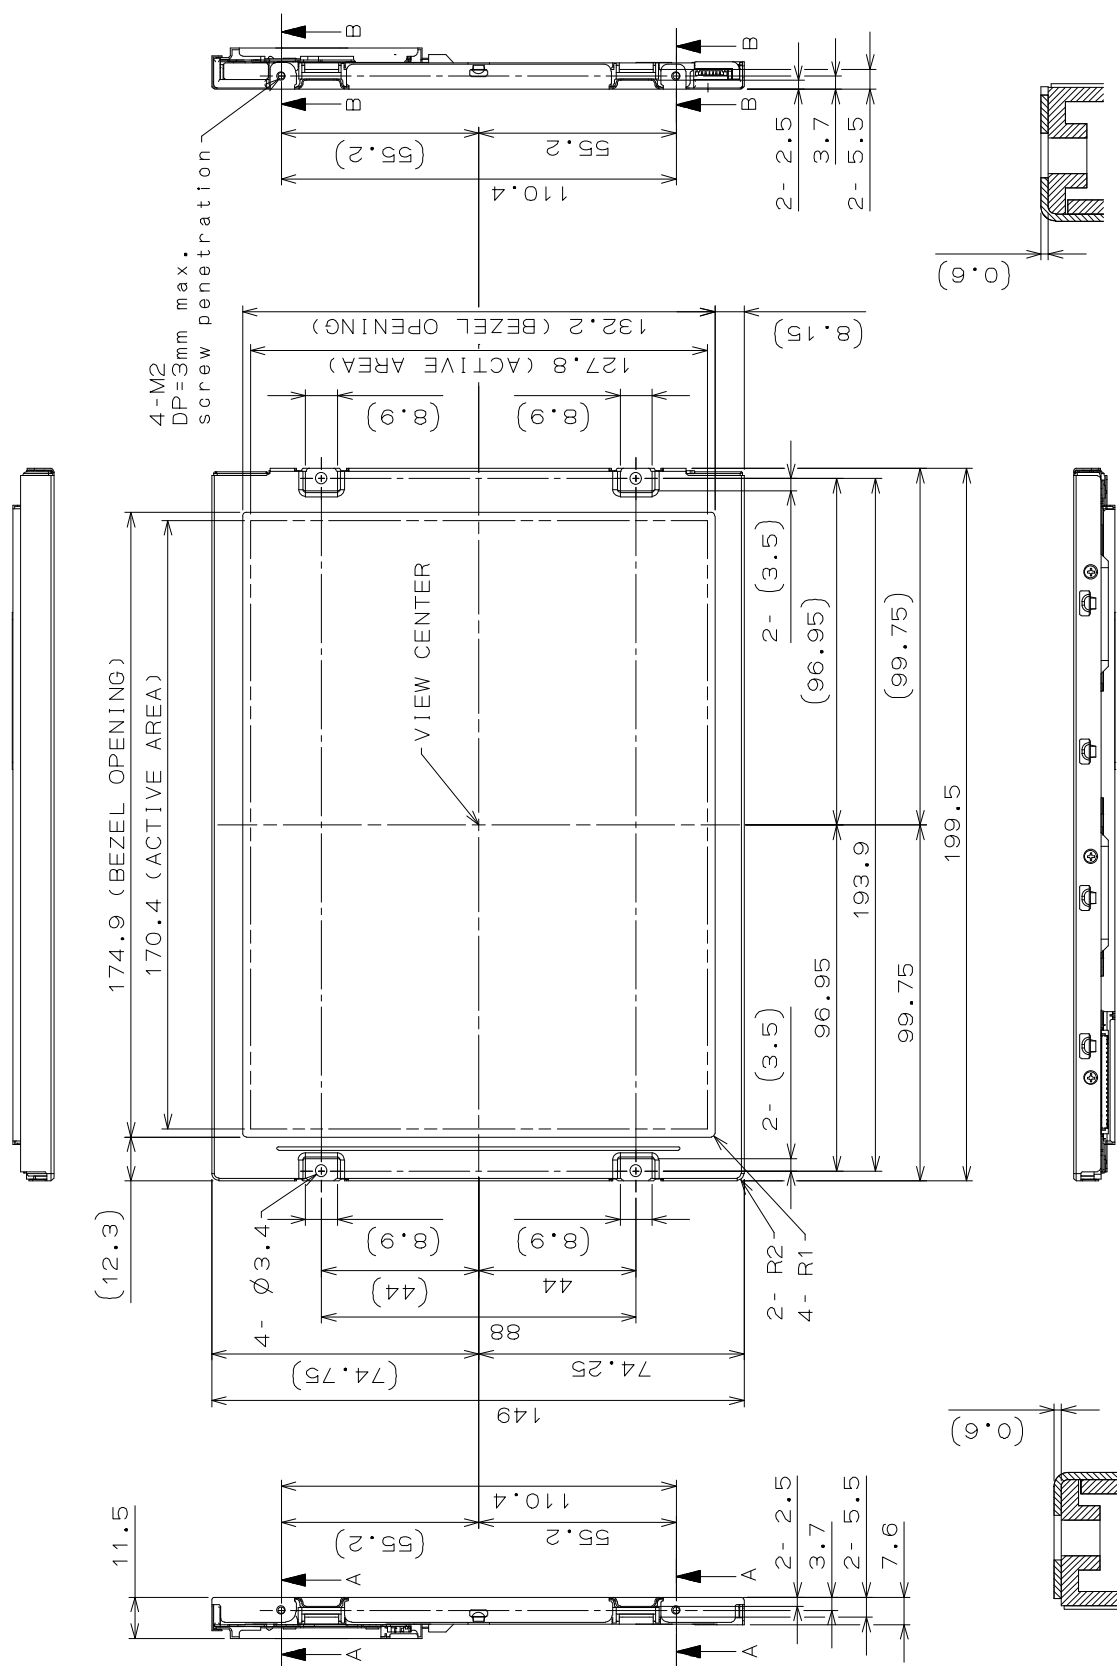 B
B
B
B
(55.2)
55.2
110.4
2- 2.5
3.7
2- 5.5
4-M2
DP=3mm max.
screw penetration
(0.6)
132.2 (BEZEL OPENING)
127.8 (ACTIVE AREA)
(8.15)
(8.9)
(8.9)
174.9 (BEZEL OPENING)
170.4 (ACTIVE AREA)
VIEW CENTER
2- (3.5)
(96.95)
(99.75)
193.9
199.5
96.95
99.75
2- (3.5)
(12.3)
4- Ø3.4
(8.9)
(8.9)
(44)
44
88
2- R2
4- R1
(74.75)
74.25
149
(0.6)
11.5
110.4
(55.2)
55.2
2- 2.5
3.7
2- 5.5
7.6
A
A
A
A